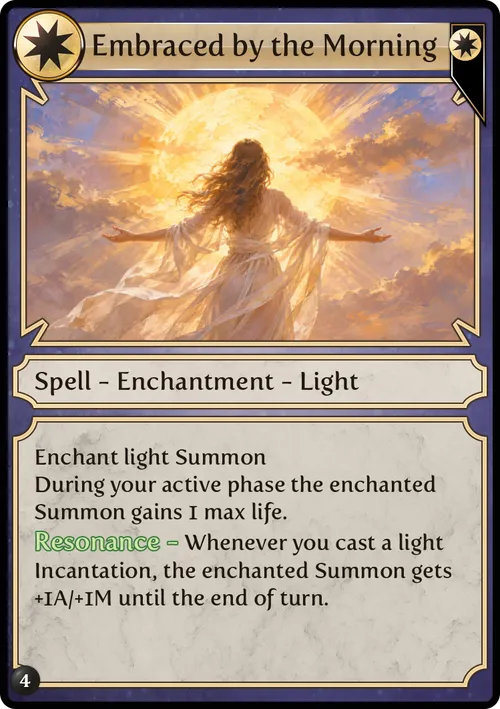 Embraced by the Morning
Spell - Enchantment - Light
Enchant light Summon
During your active phase the enchanted
Summon gains 1 max life.
Resonance - Whenever you cast a light
Incantation, the enchanted Summon gets
+1A/+1M until the end of turn.
4